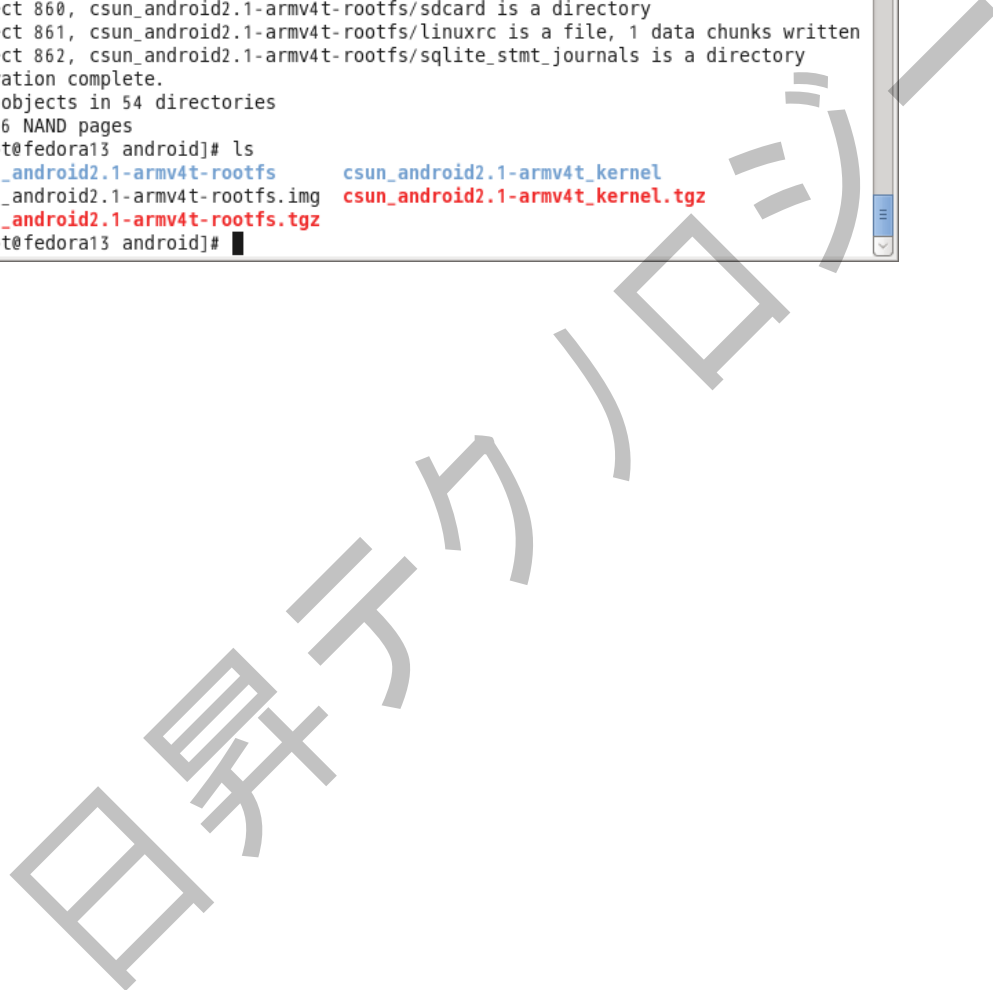 ct 860, csun_android2.1-armv4t-rootfs/sdcard is a directory
ct 861, csun_android2.1-armv4t-rootfs/linuxrc is a file, 1 data chunks written
ct 862, csun_android2.1-armv4t-rootfs/sqlite_stmt_journals is a directory
ation complete.
objects in 54 directories
6 NAND pages
t@fedora13 android]# ls
_android2.1-armv4t-rootfs csun_android2.1-armv4t_kernel
_android2.1-armv4t-rootfs.img csun_android2.1-armv4t_kernel.tgz
_android2.1-armv4t-rootfs.tgz
t@fedora13 android]#
日昇テクノロジー